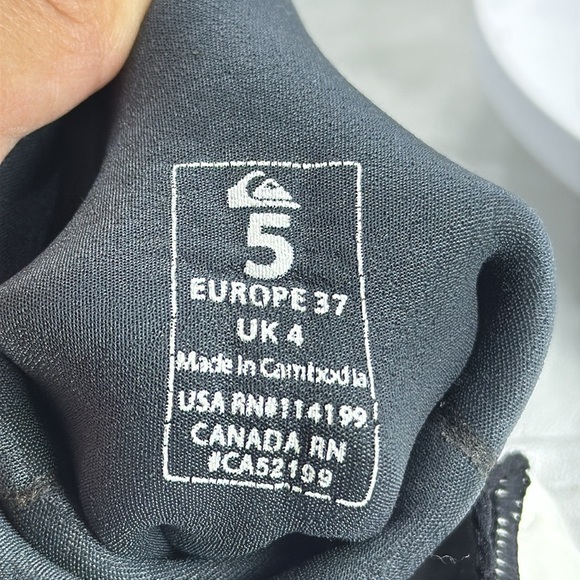 5
EUROPE 37
UK 4
Made in Cambodia
USA RN#114199
CANADA RN
#CA52199